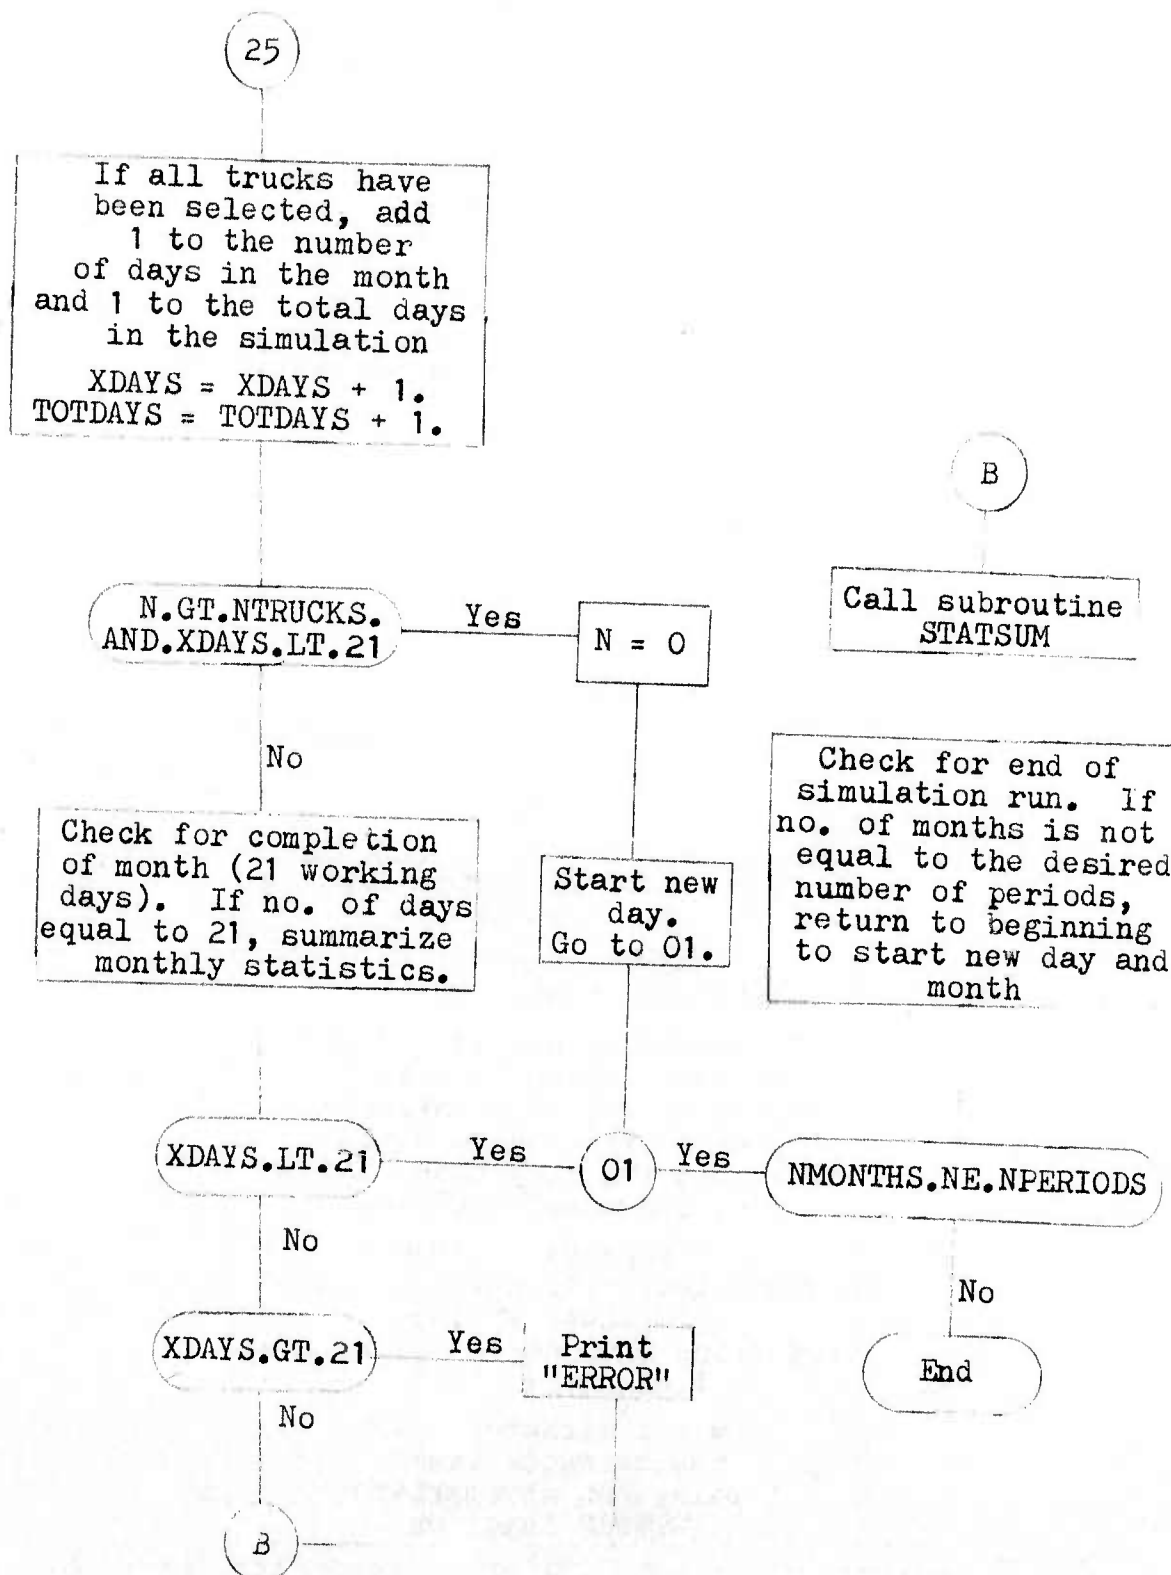 25
If all trucks have
been selected, add
1 to the number
of days in the month
and 1 to the total days
in the simulation
XDAYS = XDAYS + 1.
TOTDAYS = TOTDAYS + 1.
N.GT.NTRUCKS.
AND.XDAYS.LT.21
Yes
N = 0
No
Check for completion
of month (21 working
days). If no. of days
equal to 21, summarize
monthly statistics.
Start new
day.
Go to 01.
XDAYS.LT.21
Yes
01
Yes
NMONTHS.NE.NPERIODS
No
XDAYS.GT.21
Yes
Print
"ERROR"
No
B
B
Call subroutine
STATSUM
Check for end of
simulation run. If
no. of months is not
equal to the desired
number of periods,
return to beginning
to start new day and
month
No
End